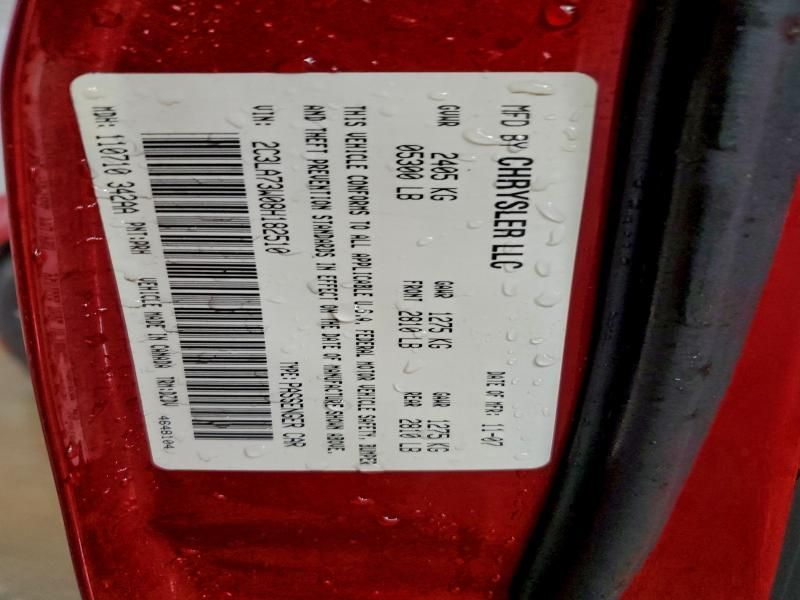 MFD BY CHRYSLER LLC DATE OF MFR: 11-07
GVWR 2405 KG GAWR 1275 KG GAWR 1275 KG
05300 LB FRONT 2810 LB REAR 2810 LB
THIS VEHICLE CONFORMS TO ALL APPLICABLE U.S.A. FEDERAL MOTOR VEHICLE SAFETY, BUMPER
AND THEFT PREVENTION STANDARDS IN EFFECT ON THE DATE OF MANUFACTURE SHOWN ABOVE.
VIN: 2C3LA73W08H182510 TYPE: PASSENGER CAR
MDH: 110710 342AA PNT: VEHICLE MADE IN CANADA TRM: 4648104